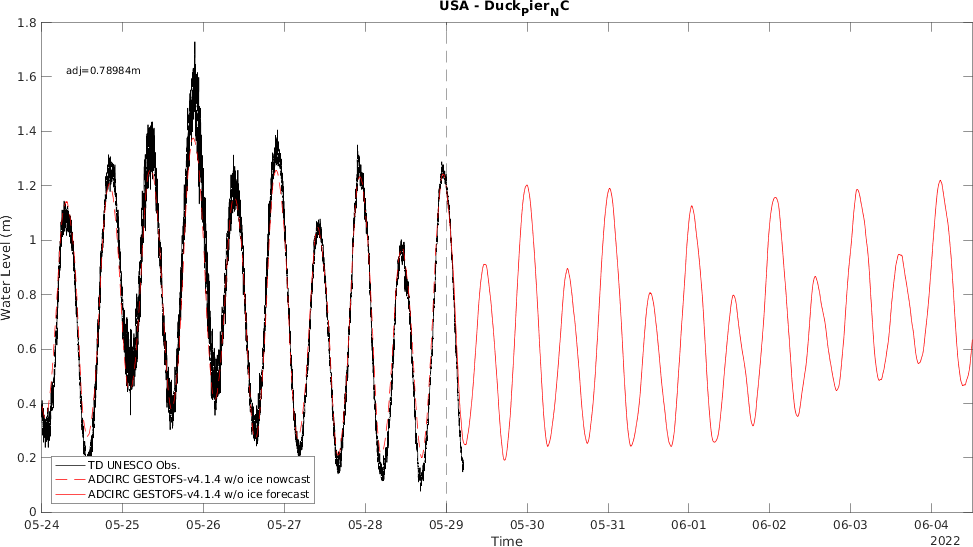 USA - DuckPierNC
1.8
adj=0.78984m
1.6
1.4
1.2
1
0.8
0.6
0.4
0.2
0
Water Level (m)
TD UNESCO Obs.
ADCIRC GESTOFS-v4.1.4 w/o ice nowcast
ADCIRC GESTOFS-v4.1.4 w/o ice forecast
05-24 05-25 05-26 05-27 05-28 05-29 05-30 05-31 06-01 06-02 06-03 06-04
Time
2022